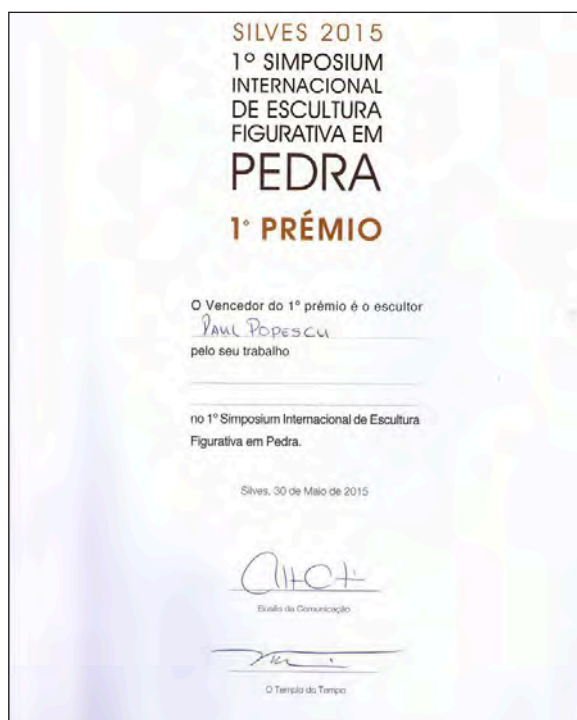 SILVES 2015
1º SIMPOSIUM
INTERNACIONAL
DE ESCULTURA
FIGURATIVA EM
PEDRA
1º PRÉMIO
O Vencedor do 1º prémio é o escultor
PAUL POPESCU
pelo seu trabalho
no 1º Simposium Internacional de Escultura
Figurativa em Pedra.
Silves, 30 de Maio de 2015
da Comunicação
O Templo do Tempo